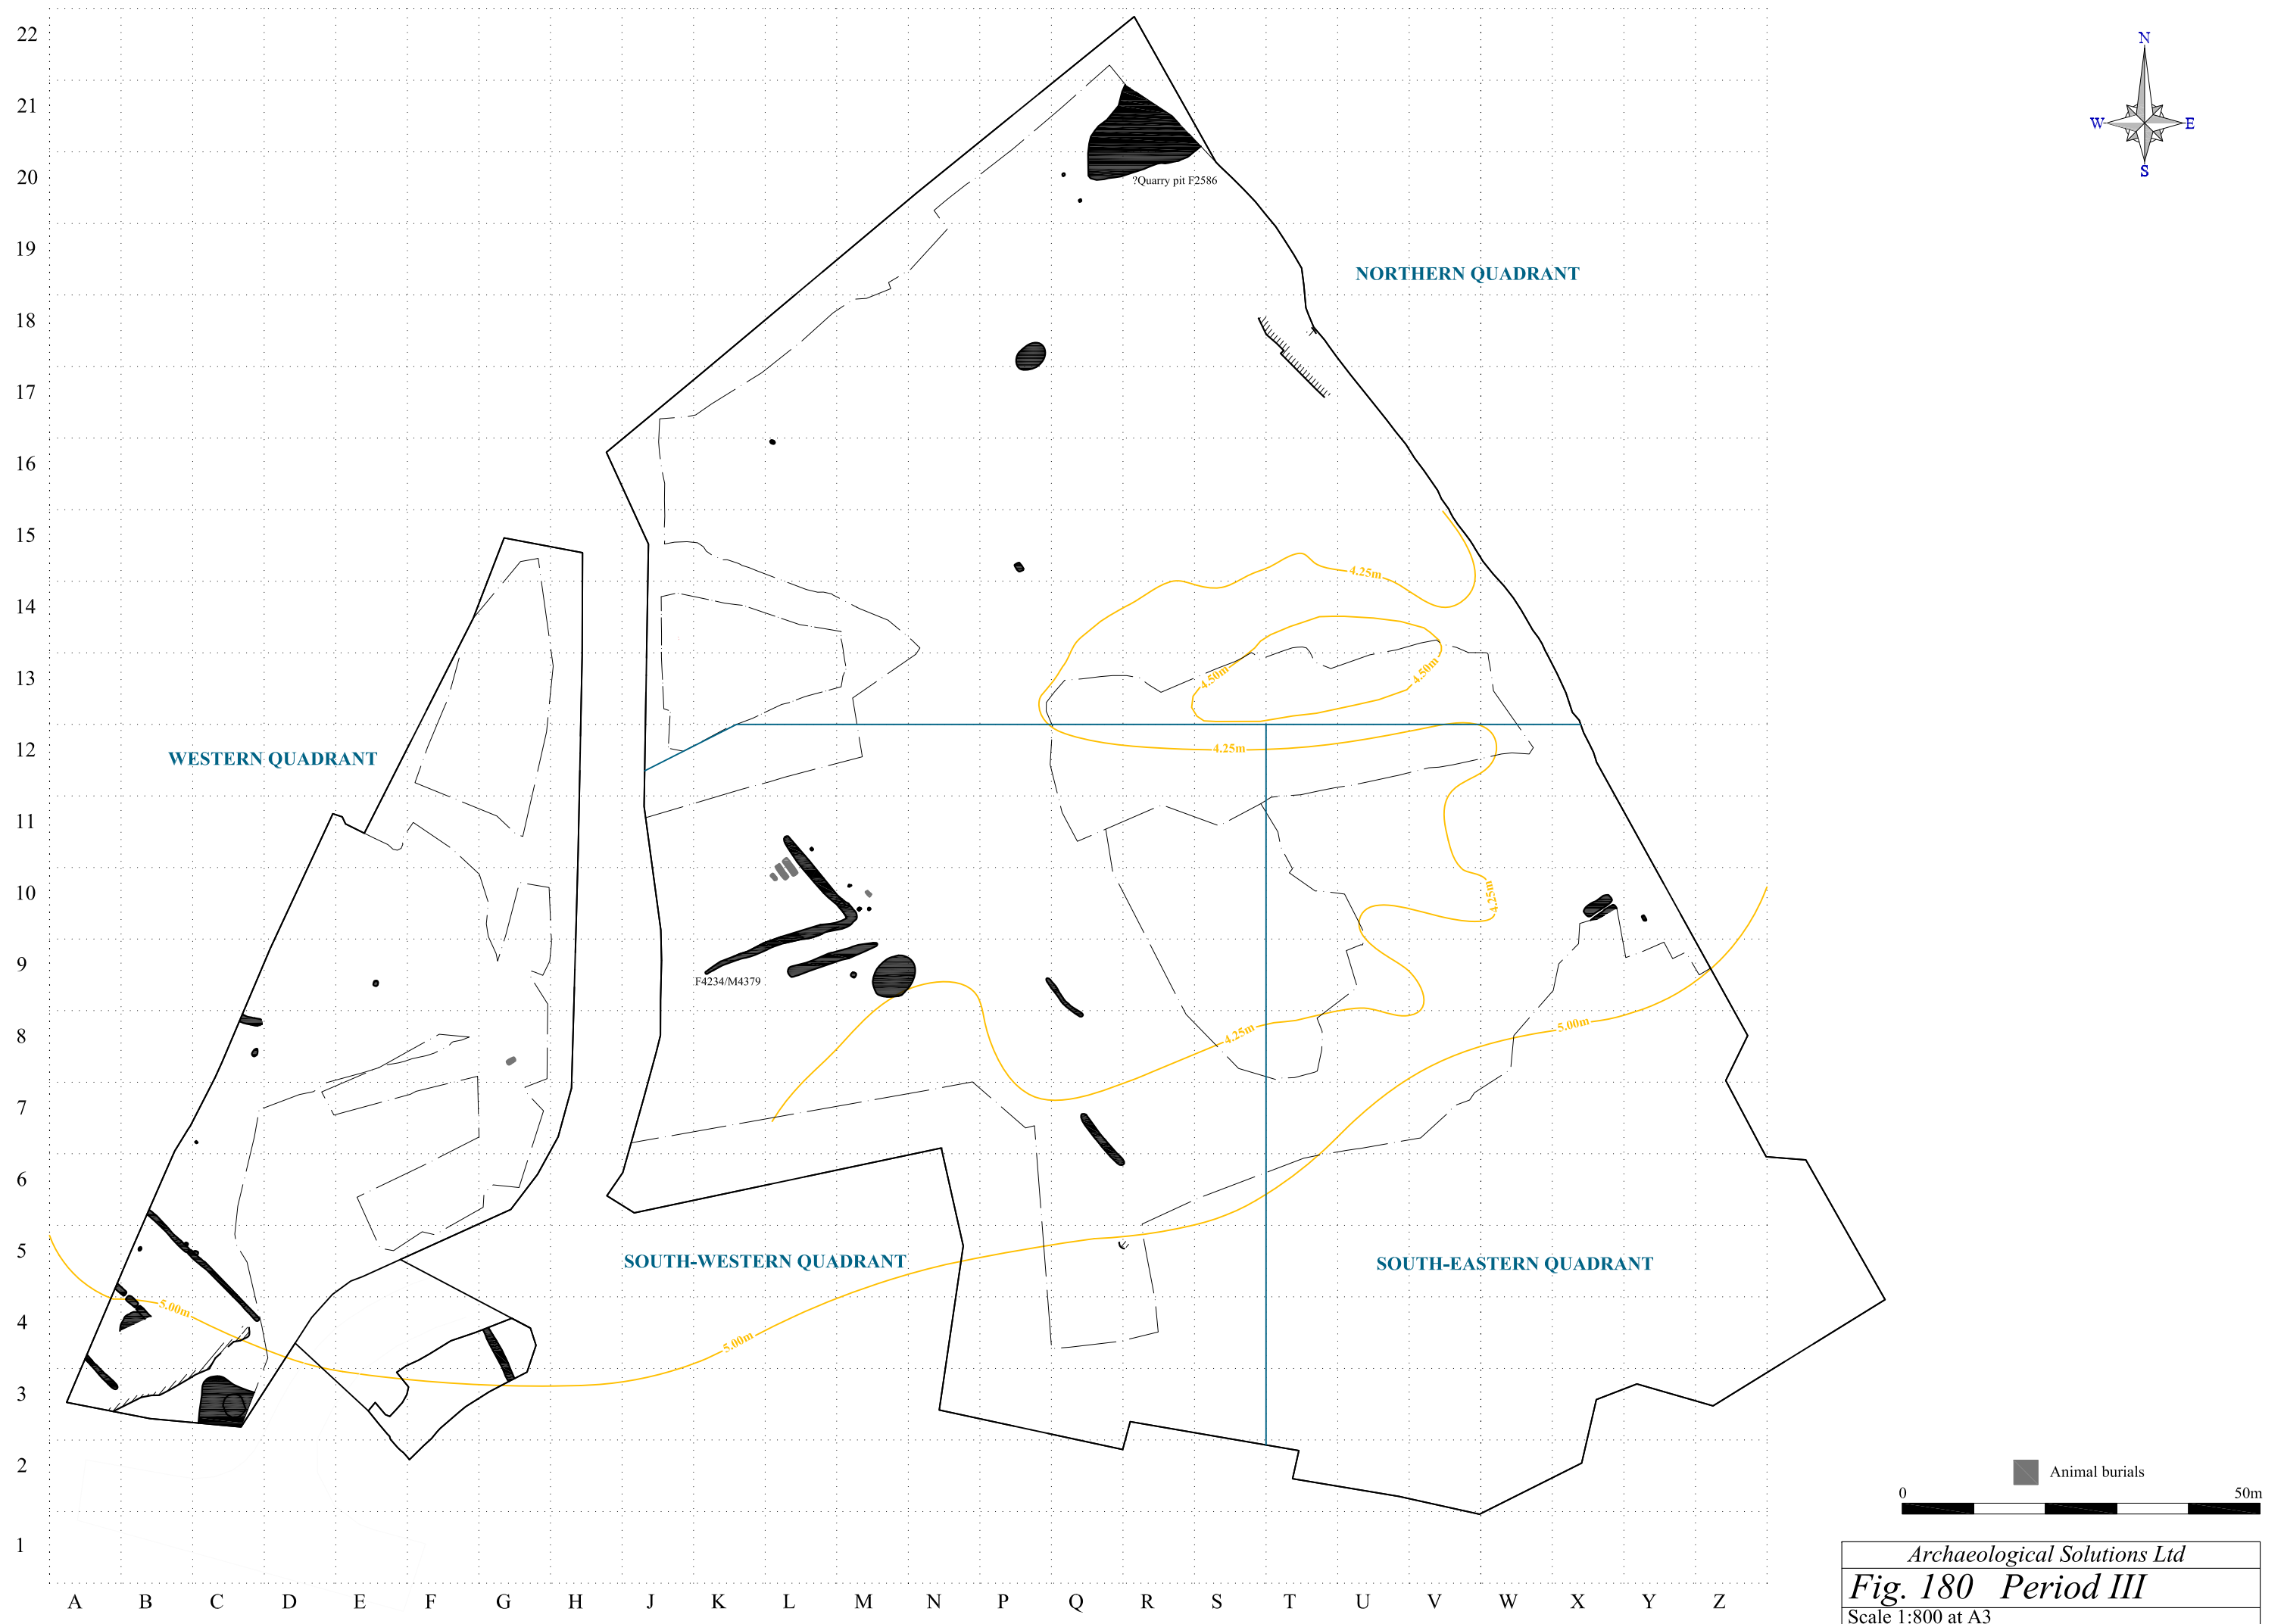 22
21
20
19
18
17
16
15
14
13
12
11
10
9
8
7
6
5
4
3
2
1
N
W
E
S
?Quarry pit F2586
NORTHERN QUADRANT
4.25m
4.50m
4.50m
WESTERN QUADRANT
4.25m
4.25m
F4234/M4379
4.25m
5.00m
SOUTH-WESTERN QUADRANT
SOUTH-EASTERN QUADRANT
5.00m
5.00m
Animal burials
0 50m
Archaeological Solutions Ltd
Fig. 180 Period III
Scale 1:800 at A3
A B C D E F G H J K L M N P Q R S T U V W X Y Z